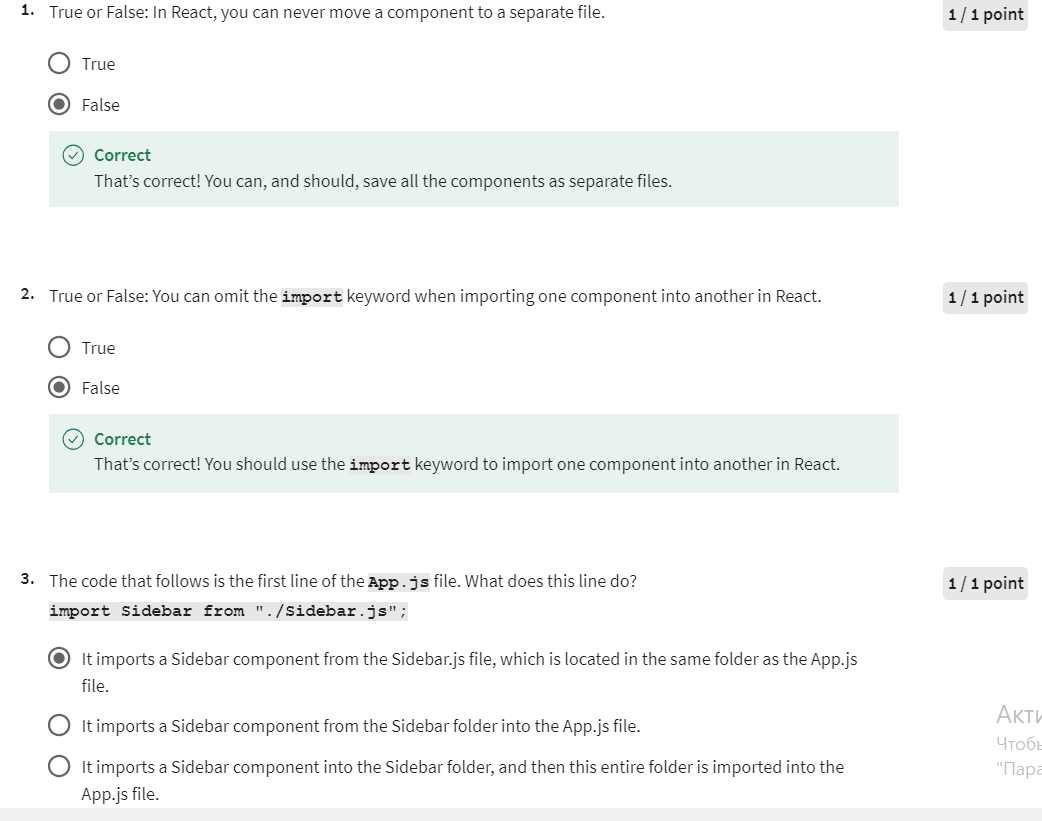 1. True or False: In React, you can never move a component to a separate file. 1 / 1 point
True
False
Correct
That’s correct! You can, and should, save all the components as separate files.
2. True or False: You can omit the import keyword when importing one component into another in React. 1 / 1 point
True
False
Correct
That’s correct! You should use the import keyword to import one component into another in React.
3. The code that follows is the first line of the App.js file. What does this line do? 1 / 1 point
import Sidebar from "./Sidebar.js";
It imports a Sidebar component from the Sidebar.js file, which is located in the same folder as the App.js
file.
It imports a Sidebar component from the Sidebar folder into the App.js file.
It imports a Sidebar component into the Sidebar folder, and then this entire folder is imported into the
App.js file.